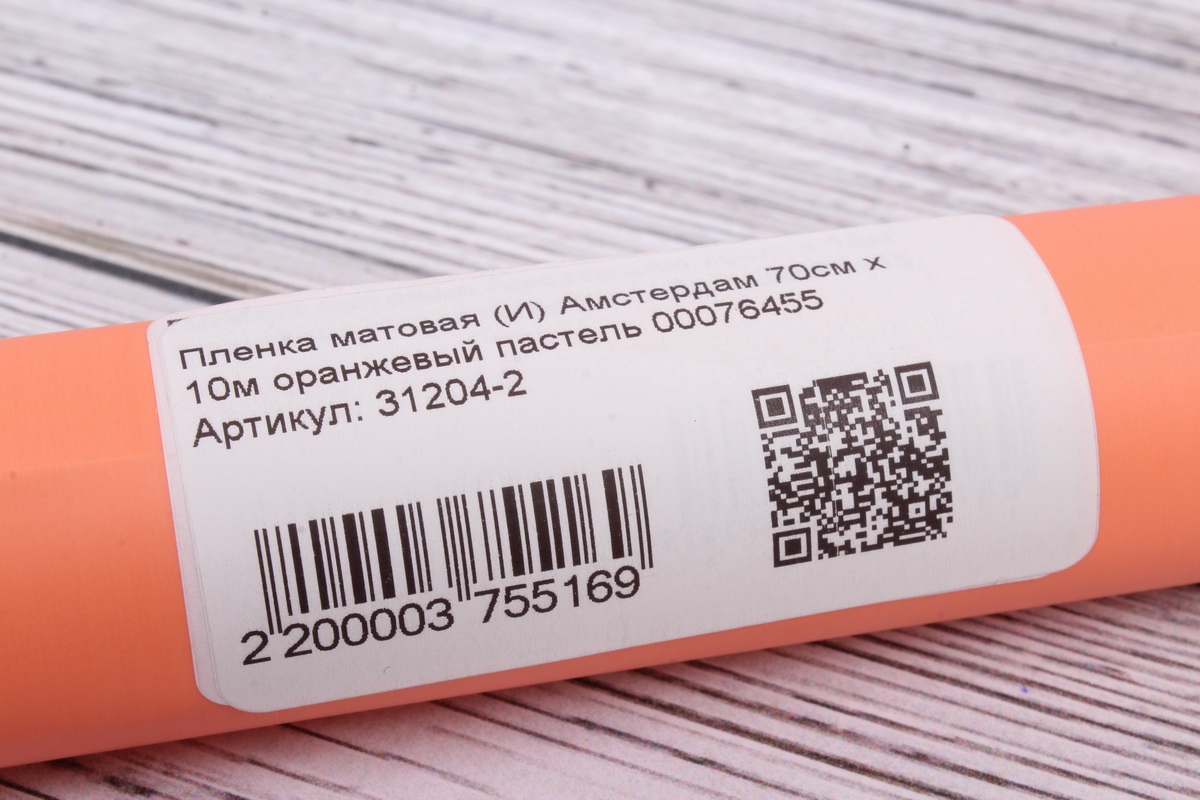 Пленка матовая (И) Амстердам 70см x
10м оранжевый пастель 00076455
Артикул: 31204-2
2 200003 755169